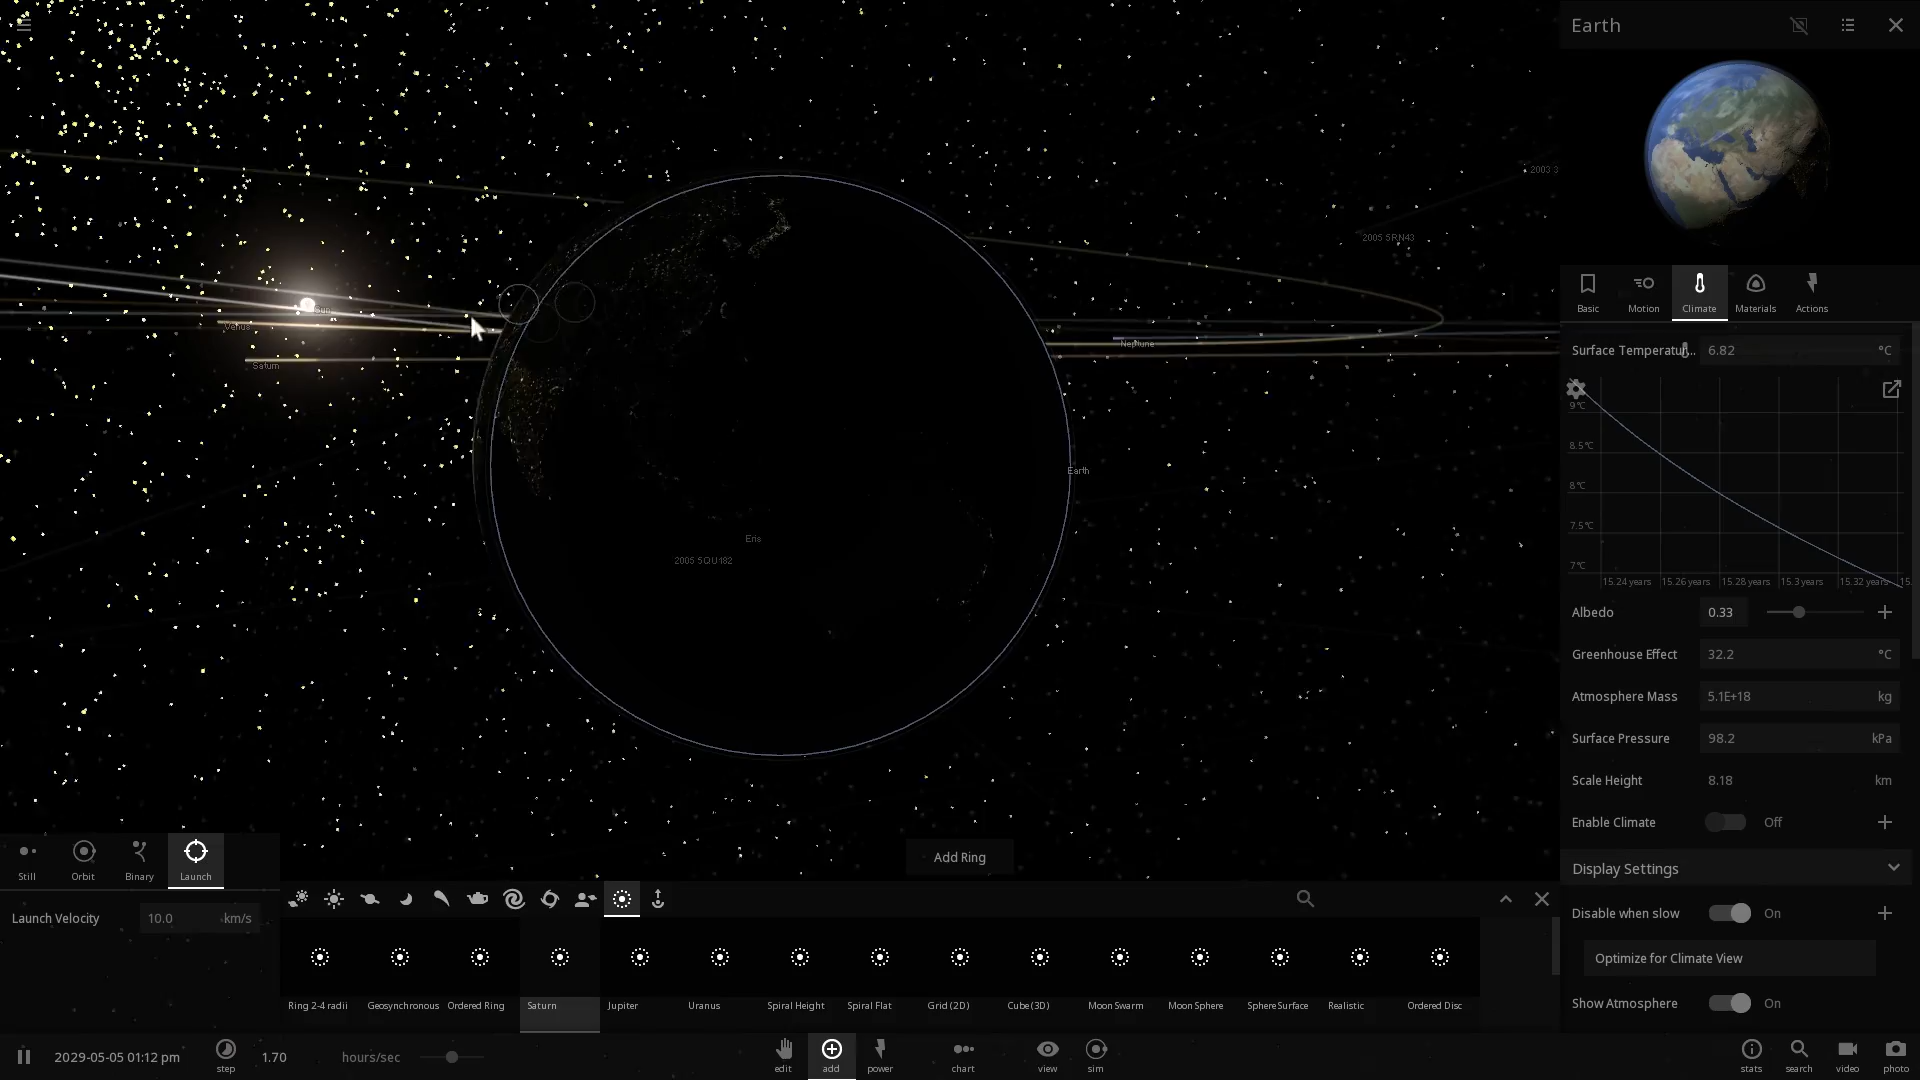 Earth
2003 3
2005 5RN43
Sun
Venus
Neptune
Saturn
Earth
Eris
2005 5QU182
Basic
Motion
Climate
Materials
Actions
Surface Temperatur...
6.82
°C
9°C
8.5°C
8°C
7.5°C
7°C
15.24 years
15.26 years
15.28 years
15.3 years
15.32 years
15.
Albedo
0.33
Greenhouse Effect
32.2
°C
Atmosphere Mass
5.1E+18
kg
Surface Pressure
98.2
kPa
Scale Height
8.18
km
Enable Climate
Off
Display Settings
Disable when slow
On
Optimize for Climate View
Show Atmosphere
On
Still
Orbit
Binary
Launch
Launch Velocity
10.0
km/s
Add Ring
Ring 2-4 radii
Geosynchronous
Ordered Ring
Saturn
Jupiter
Uranus
Spiral Height
Spiral Flat
Grid (2D)
Cube (3D)
Moon Swarm
Moon Sphere
Sphere Surface
Realistic
Ordered Disc
2029-05-05 01:12 pm
step
1.70
hours/sec
edit
add
power
chart
view
sim
stats
search
video
photo